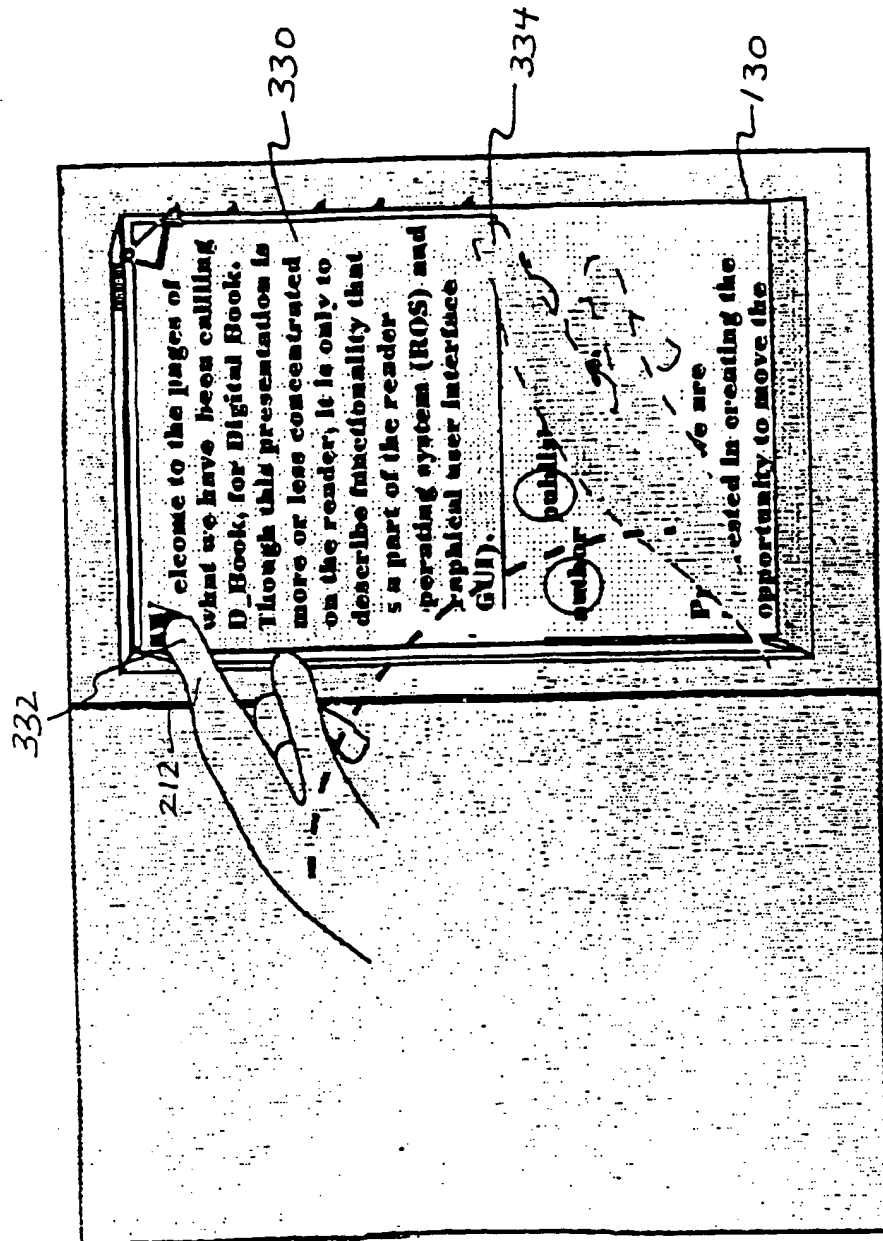 332
212
330
334
130
elcome to the pages of
what we have been callling
D_Book, for Digital Book.
Though this presentation is
more or less concentrated
on the reader, it is only to
describe functionality that
s a part of the reader
perating system (ROS) and
raphical user interface
GUI).
author publis
Pr ve are
ested in creating the
opportunity to move the